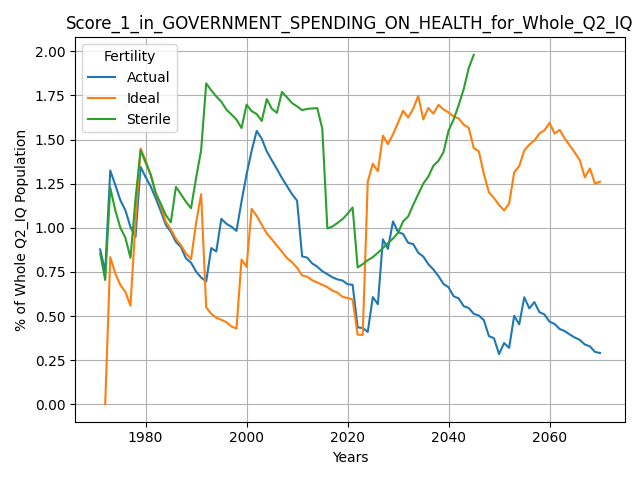 Score_1_in_GOVERNMENT_SPENDING_ON_HEALTH_for_Whole_Q2_IQ
Fertility
Actual
Ideal
Sterile
% of Whole Q2_IQ Population
2.00
1.75
1.50
1.25
1.00
0.75
0.50
0.25
0.00
1980 2000 2020 2040 2060
Years